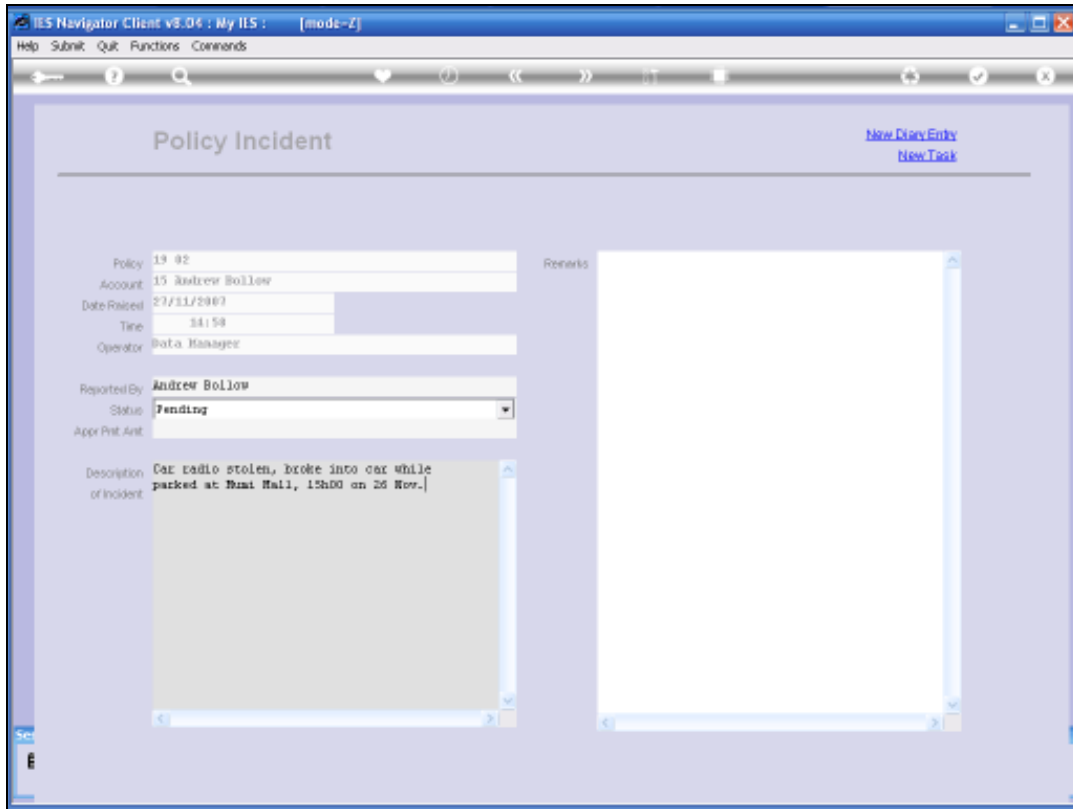 IES Navigator Client v8.04 : My IES : [mode=Z]
Help Submit Quit Functions Commands
Policy Incident
New Diary Entry
New Task
Policy 19 02
Account 15 Andrew Bollow
Date Raised 27/11/2007
Time 14:50
Operator Data Manager
Reported By Andrew Bollow
Status Pending
Appr Pmt Amt
Description of Incident
Car radio stolen, broke into car while
parked at Mumi Mall, 15h00 on 26 Nov.
Remarks